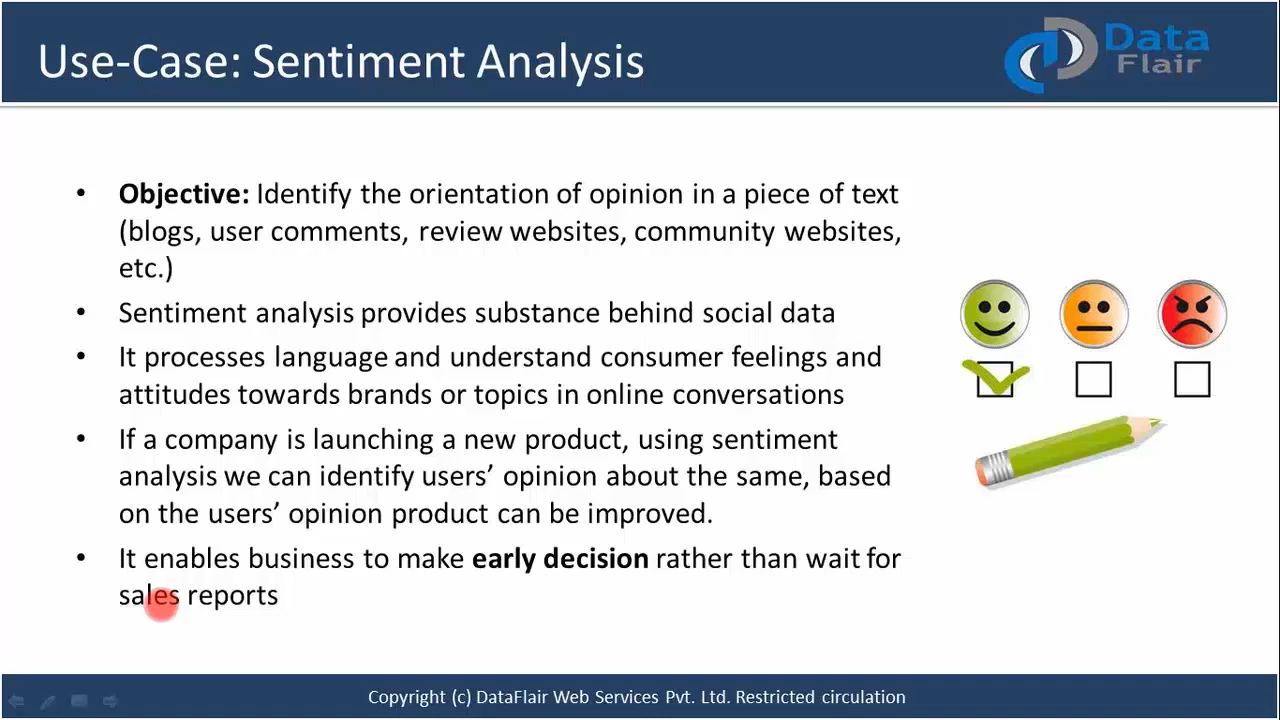 Use-Case: Sentiment Analysis
Data
Flair
• Objective: Identify the orientation of opinion in a piece of text
(blogs, user comments, review websites, community websites,
etc.)
• Sentiment analysis provides substance behind social data
• It processes language and understand consumer feelings and
attitudes towards brands or topics in online conversations
• If a company is launching a new product, using sentiment
analysis we can identify users’ opinion about the same, based
on the users’ opinion product can be improved.
• It enables business to make early decision rather than wait for
sales reports
Copyright (c) DataFlair Web Services Pvt. Ltd. Restricted circulation